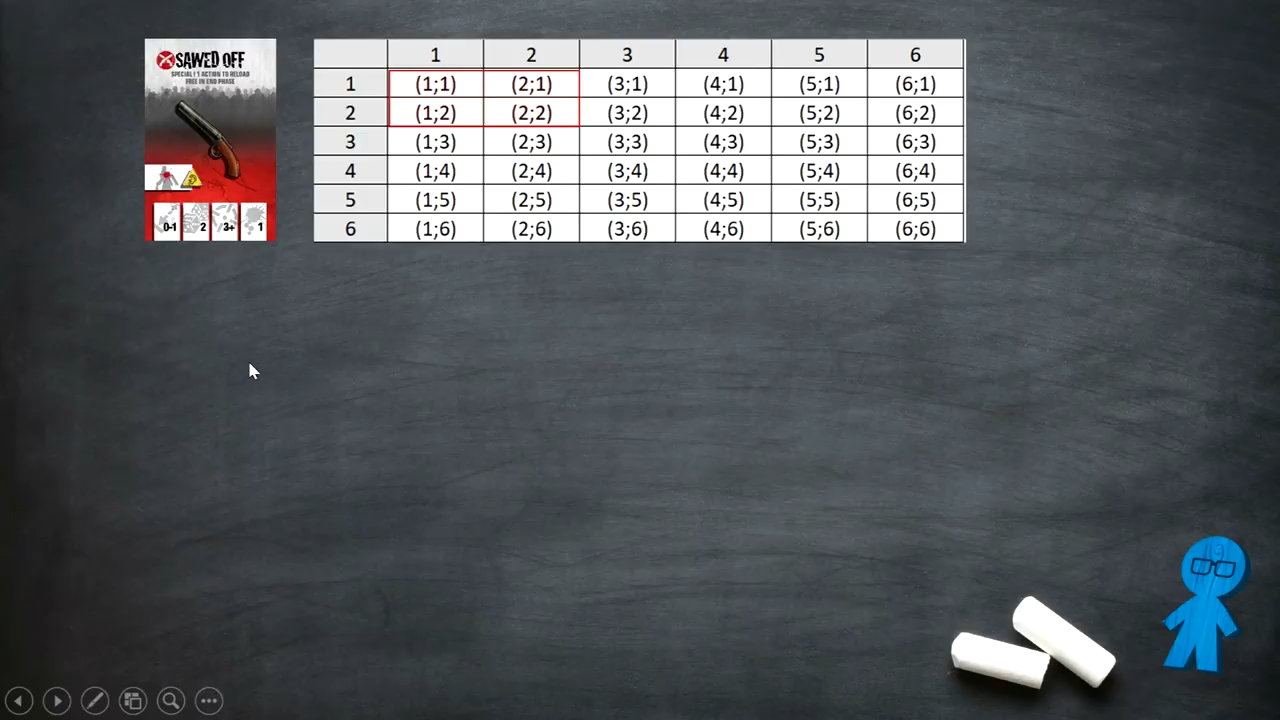 SAWED OFF
SPECIAL! 1 ACTION TO RELOAD
FREE IN END PHASE
0-1 2 3+ 1
1 2 3 4 5 6
1 (1;1) (2;1) (3;1) (4;1) (5;1) (6;1)
2 (1;2) (2;2) (3;2) (4;2) (5;2) (6;2)
3 (1;3) (2;3) (3;3) (4;3) (5;3) (6;3)
4 (1;4) (2;4) (3;4) (4;4) (5;4) (6;4)
5 (1;5) (2;5) (3;5) (4;5) (5;5) (6;5)
6 (1;6) (2;6) (3;6) (4;6) (5;6) (6;6)